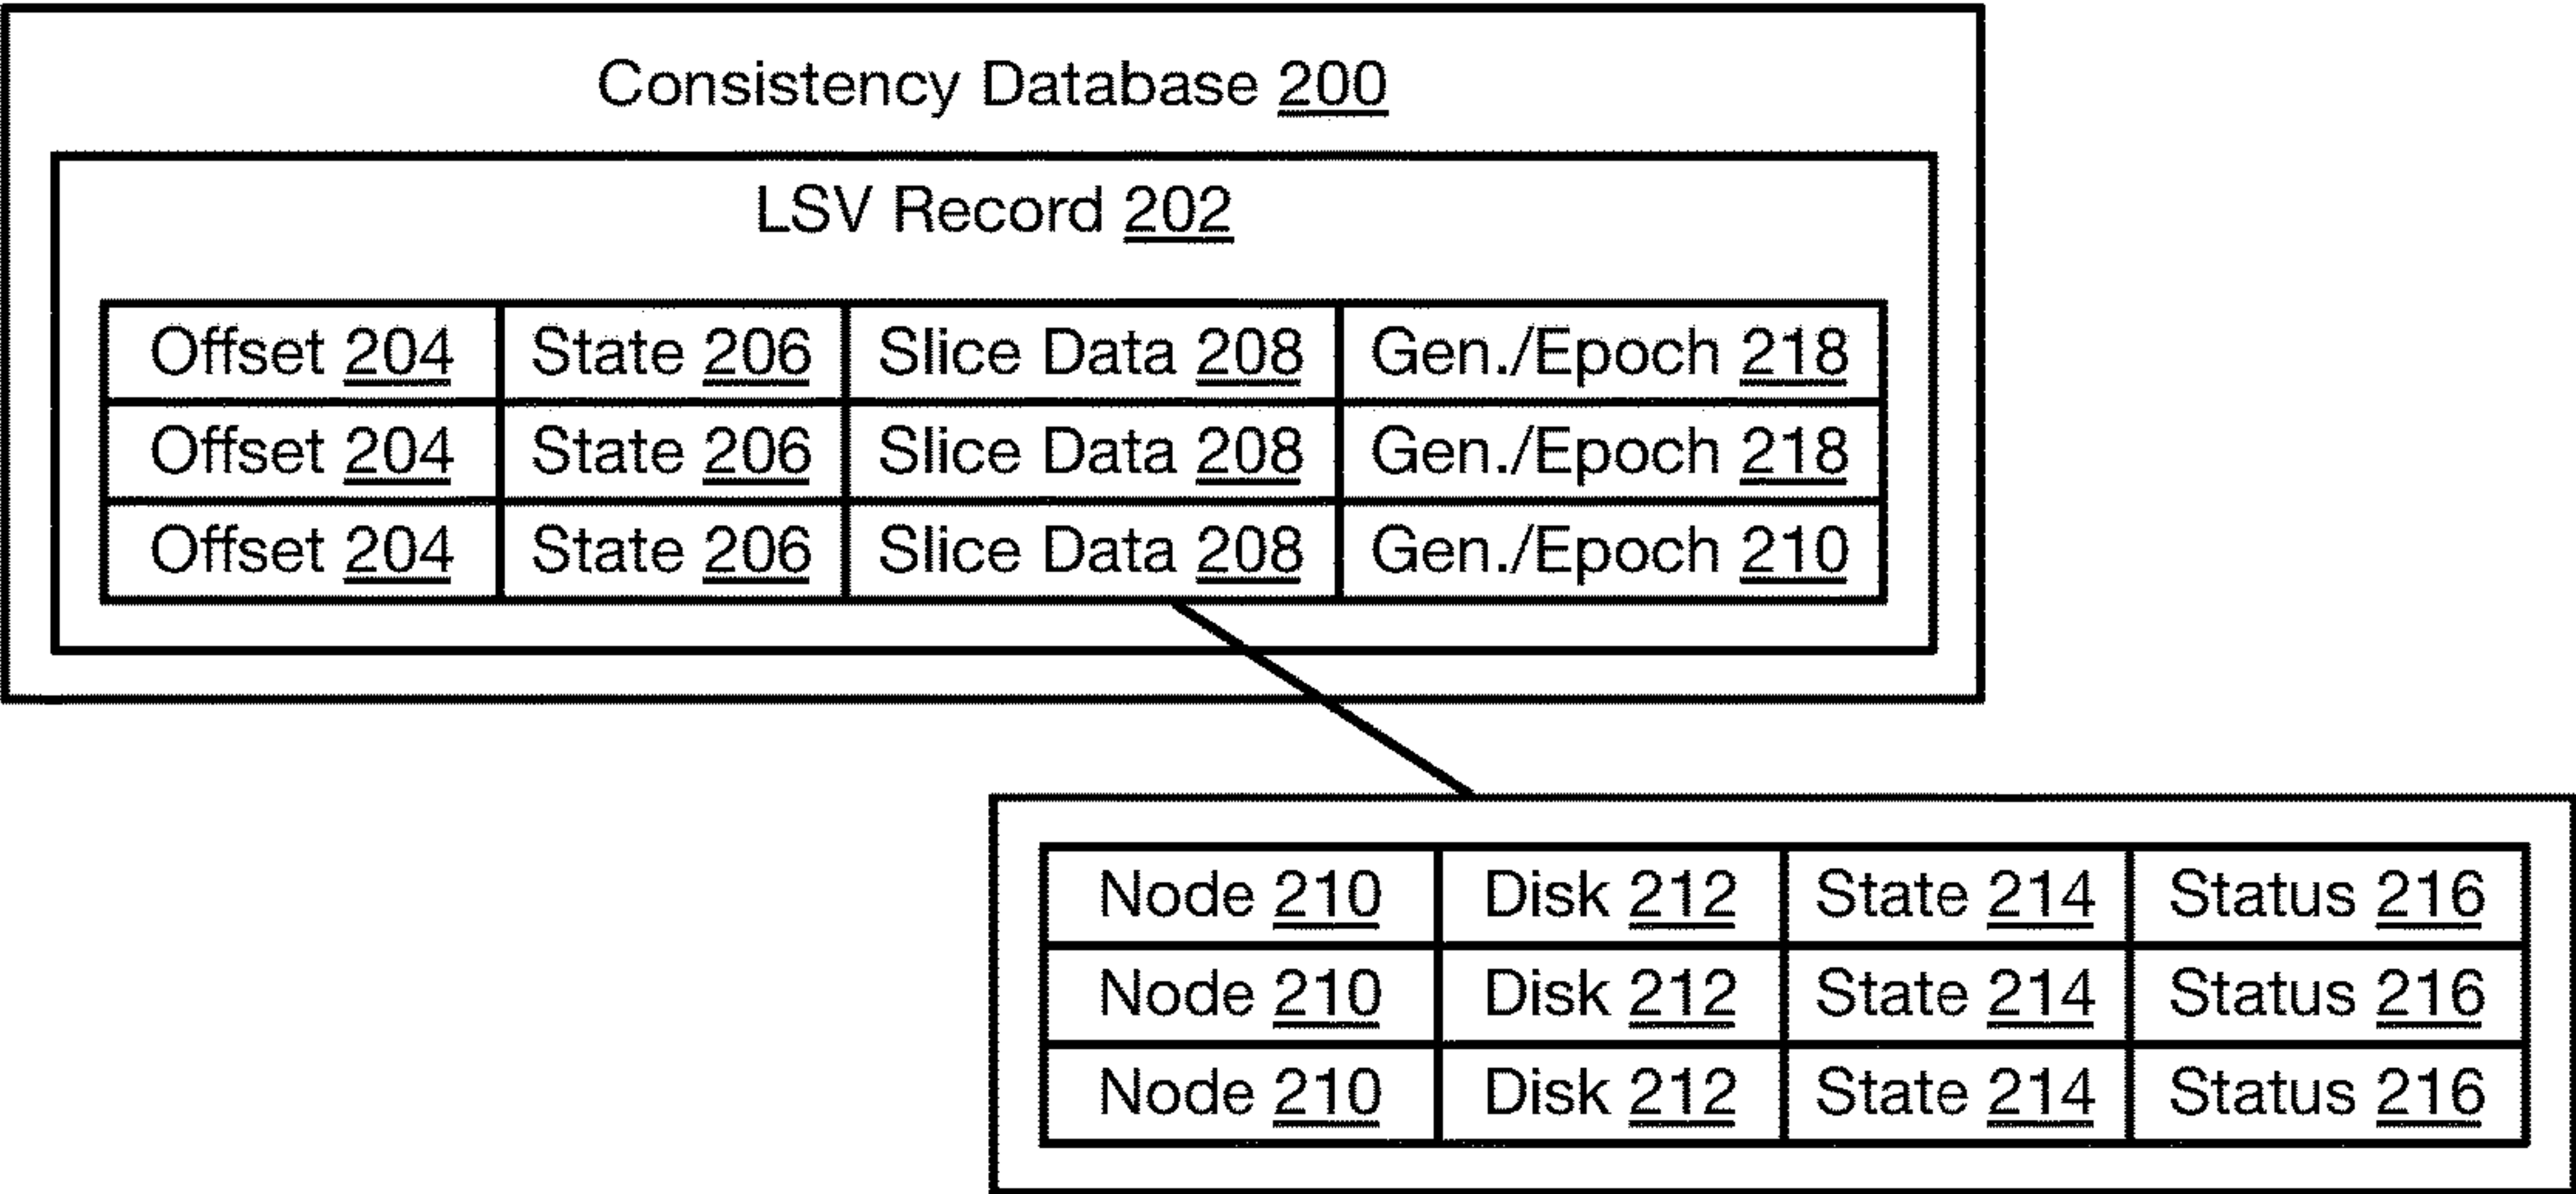 Consistency Database 200
LSV Record 202
Offset 204 State 206 Slice Data 208 Gen./Epoch 218
Offset 204 State 206 Slice Data 208 Gen./Epoch 218
Offset 204 State 206 Slice Data 208 Gen./Epoch 210
Node 210 Disk 212 State 214 Status 216
Node 210 Disk 212 State 214 Status 216
Node 210 Disk 212 State 214 Status 216